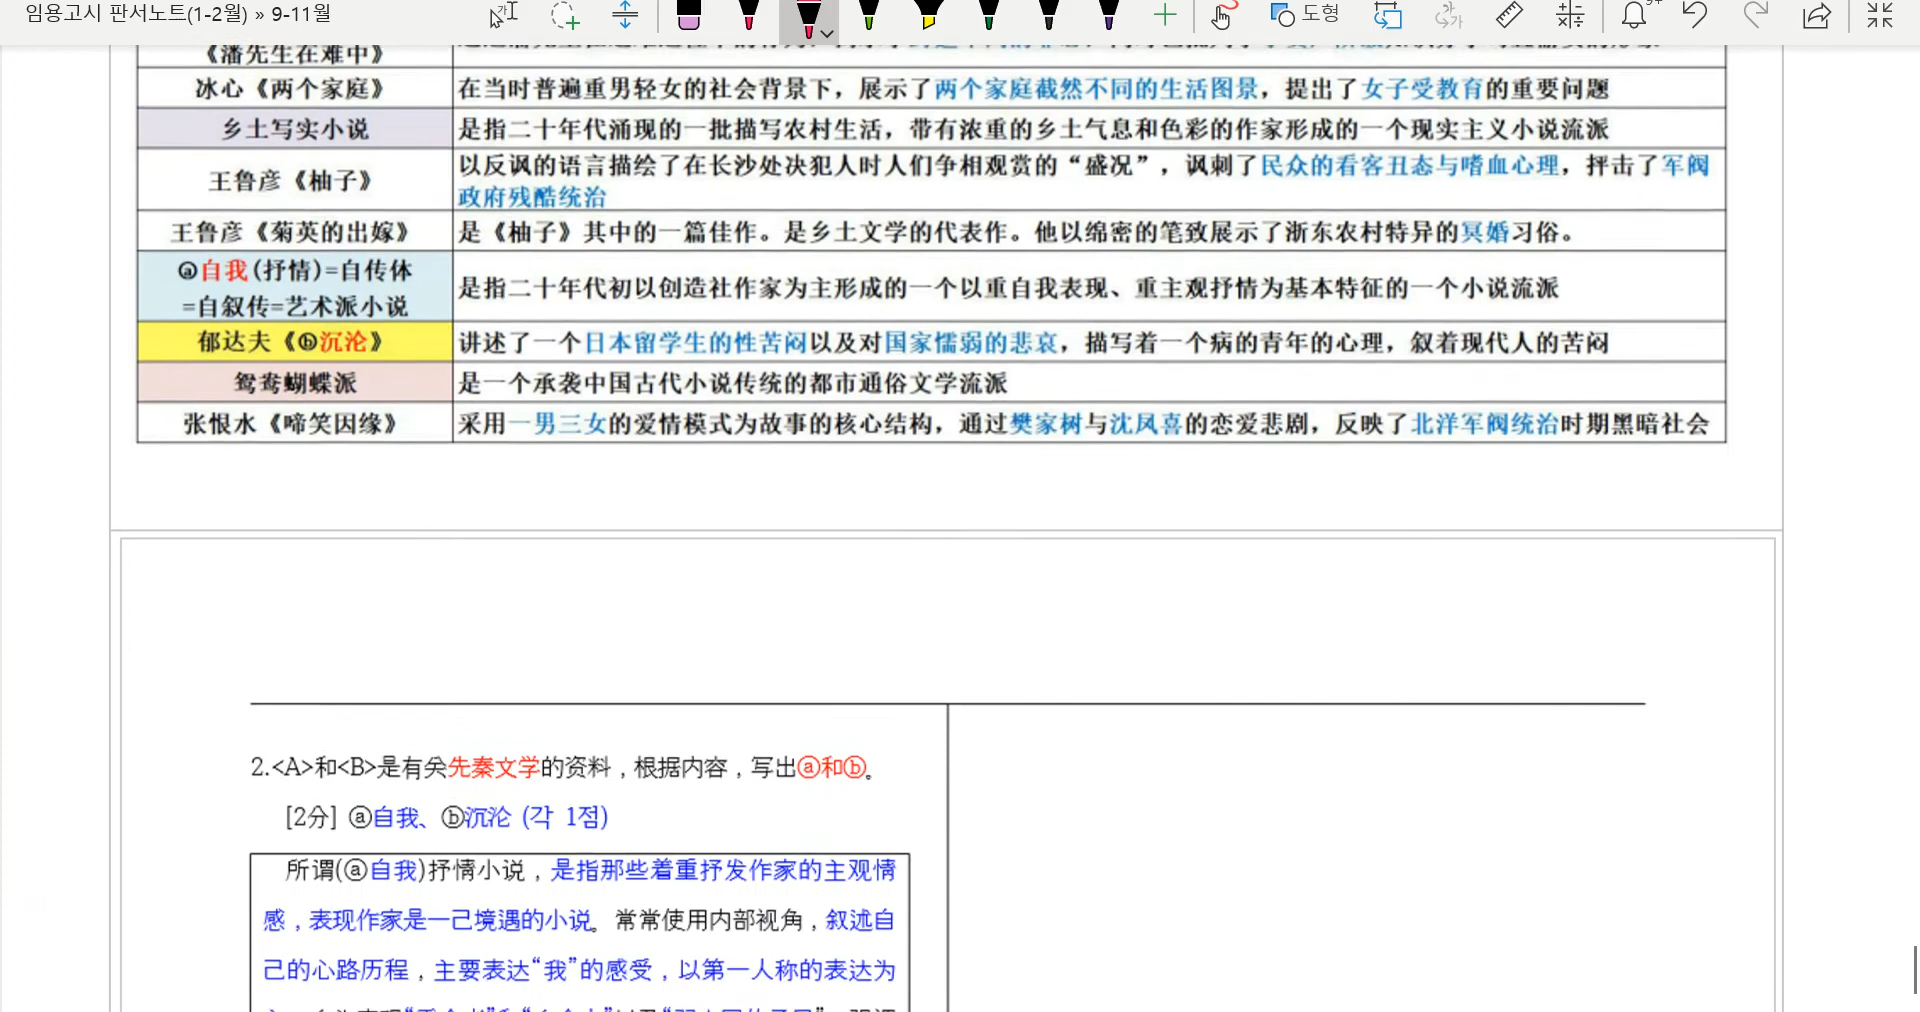 임용고시 판서노트(1-2월) » 9-11월
도형
9+
《潘先生在难中》
冰心《两个家庭》
在当时普遍重男轻女的社会背景下，展示了两个家庭截然不同的生活图景，提出了女子受教育的重要问题
乡土写实小说
是指二十年代涌现的一批描写农村生活，带有浓重的乡土气息和色彩的作家形成的一个现实主义小说流派
王鲁彦《柚子》
以反讽的语言描绘了在长沙处决犯人时人们争相观赏的“盛况”，讽刺了民众的看客丑态与嗜血心理，抨击了军阀
政府残酷统治
王鲁彦《菊英的出嫁》
是《柚子》其中的一篇佳作。是乡土文学的代表作。他以绵密的笔致展示了浙东农村特异的冥婚习俗。
ⓐ自我(抒情)=自传体
=自叙传=艺术派小说
是指二十年代初以创造社作家为主形成的一个以重自我表现、重主观抒情为基本特征的一个小说流派
郁达夫《ⓑ沉沦》
讲述了一个日本留学生的性苦闷以及对国家懦弱的悲哀，描写着一个病的青年的心理，叙着现代人的苦闷
鸳鸯蝴蝶派
是一个承袭中国古代小说传统的都市通俗文学流派
张恨水《啼笑因缘》
采用一男三女的爱情模式为故事的核心结构，通过樊家树与沈凤喜的恋爱悲剧，反映了北洋军阀统治时期黑暗社会
2.<A>和<B>是有关先秦文学的资料，根据内容，写出ⓐ和ⓑ。
[2分] ⓐ自我、ⓑ沉沦 (각 1점)
所谓(ⓐ自我)抒情小说，是指那些着重抒发作家的主观情
感，表现作家是一己境遇的小说。常常使用内部视角，叙述自
己的心路历程，主要表达“我”的感受，以第一人称的表达为